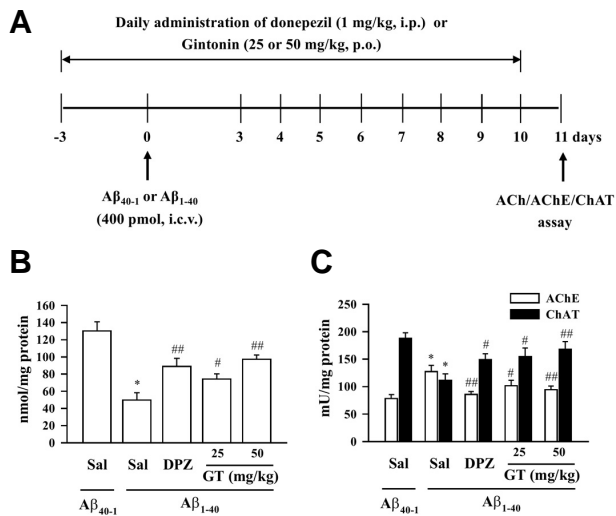 A
Daily administration of donepezil (1 mg/kg, i.p.) or
Gintonin (25 or 50 mg/kg, p.o.)
-3 0 3 4 5 6 7 8 9 10 11 days
Aβ40-1 or Aβ1-40
(400 pmol, i.c.v.)
ACh/AChE/ChAT
assay
B
nmol/mg protein
160
140
120
100
80
60
40
20
0
* ## # ##
25 50
Sal Sal DPZ GT (mg/kg)
Aβ40-1 Aβ1-40
C
AChE
ChAT
mU/mg protein
250
200
150
100
50
0
* * ## # # # ## ##
25 50
Sal Sal DPZ GT (mg/kg)
Aβ40-1 Aβ1-40